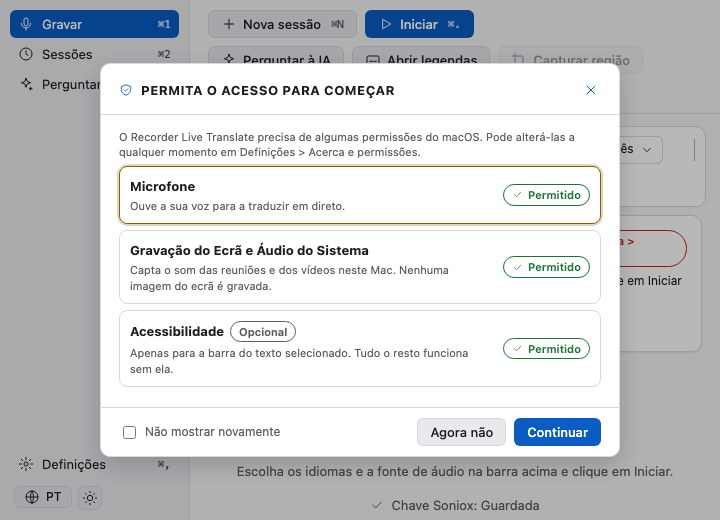 Gravar ⌘1
Nova sessão ⌘N
Iniciar ⌘.
Sessões ⌘2
Perguntar à IA
Abrir legendas
Capturar região
Perguntar
PERMITA O ACESSO PARA COMEÇAR
O Recorder Live Translate precisa de algumas permissões do macOS. Pode alterá-las a
qualquer momento em Definições > Acerca e permissões.
Microfone
Ouve a sua voz para a traduzir em direto.
Permitido
Gravação do Ecrã e Áudio do Sistema
Capta o som das reuniões e dos vídeos neste Mac. Nenhuma
imagem do ecrã é gravada.
Permitido
Acessibilidade Opcional
Apenas para a barra do texto selecionado. Tudo o resto funciona
sem ela.
Permitido
e em Iniciar
Não mostrar novamente
Agora não
Continuar
Definições ⌘,
PT
Escolha os idiomas e a fonte de áudio na barra acima e clique em Iniciar.
Chave Soniox: Guardada